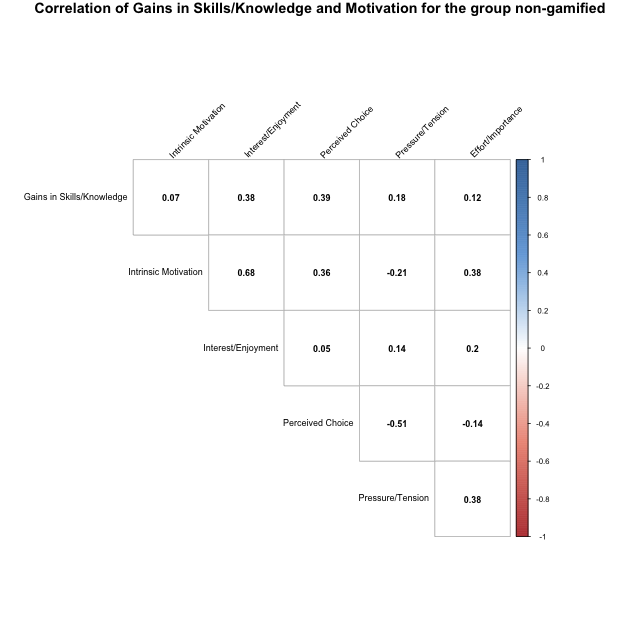 Correlation of Gains in Skills/Knowledge and Motivation for the group non-gamified
Intrinsic Motivation
Interest/Enjoyment
Perceived Choice
Pressure/Tension
Effort/Importance
Gains in Skills/Knowledge 0.07 0.38 0.39 0.18 0.12
Intrinsic Motivation 0.68 0.36 -0.21 0.38
Interest/Enjoyment 0.05 0.14 0.2
Perceived Choice -0.51 -0.14
Pressure/Tension 0.38
1
0.8
0.6
0.4
0.2
0
-0.2
-0.4
-0.6
-0.8
-1